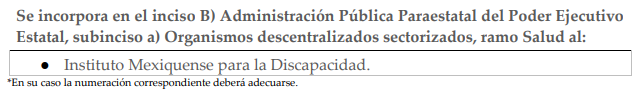 Se incorpora en el inciso B) Administración Pública Paraestatal del Poder Ejecutivo
Estatal, subinciso a) Organismos descentralizados sectorizados, ramo Salud al:
● Instituto Mexiquense para la Discapacidad.
*En su caso la numeración correspondiente deberá adecuarse.